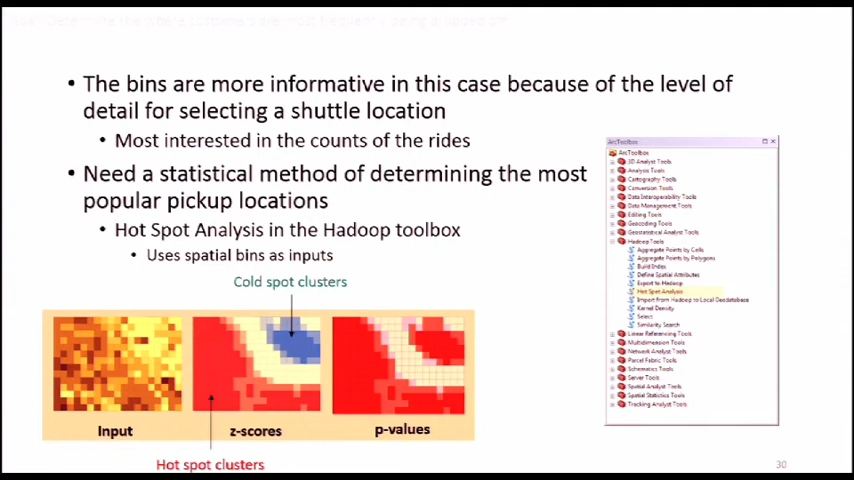 • The bins are more informative in this case because of the level of
detail for selecting a shuttle location
• Most interested in the counts of the rides
• Need a statistical method of determining the most
popular pickup locations
• Hot Spot Analysis in the Hadoop toolbox
• Uses spatial bins as inputs
Cold spot clusters
Input
z-scores
p-values
Hot spot clusters
ArcToolbox
ArcToolbox
3D Analyst Tools
Analysis Tools
Cartography Tools
Conversion Tools
Data Interoperability Tools
Data Management Tools
Editing Tools
Geocoding Tools
Geostatistical Analyst Tools
Hadoop Tools
Aggregate Points by Cells
Aggregate Points by Polygons
Build Index
Define Spatial Attributes
Export to Hadoop
Hot Spot Analysis
Import from Hadoop to Local Geodatabase
Kernel Density
Select
Similarity Search
Linear Referencing Tools
Multidimension Tools
Network Analyst Tools
Parcel Fabric Tools
Schematics Tools
Server Tools
Spatial Analyst Tools
Spatial Statistics Tools
Tracking Analyst Tools
30